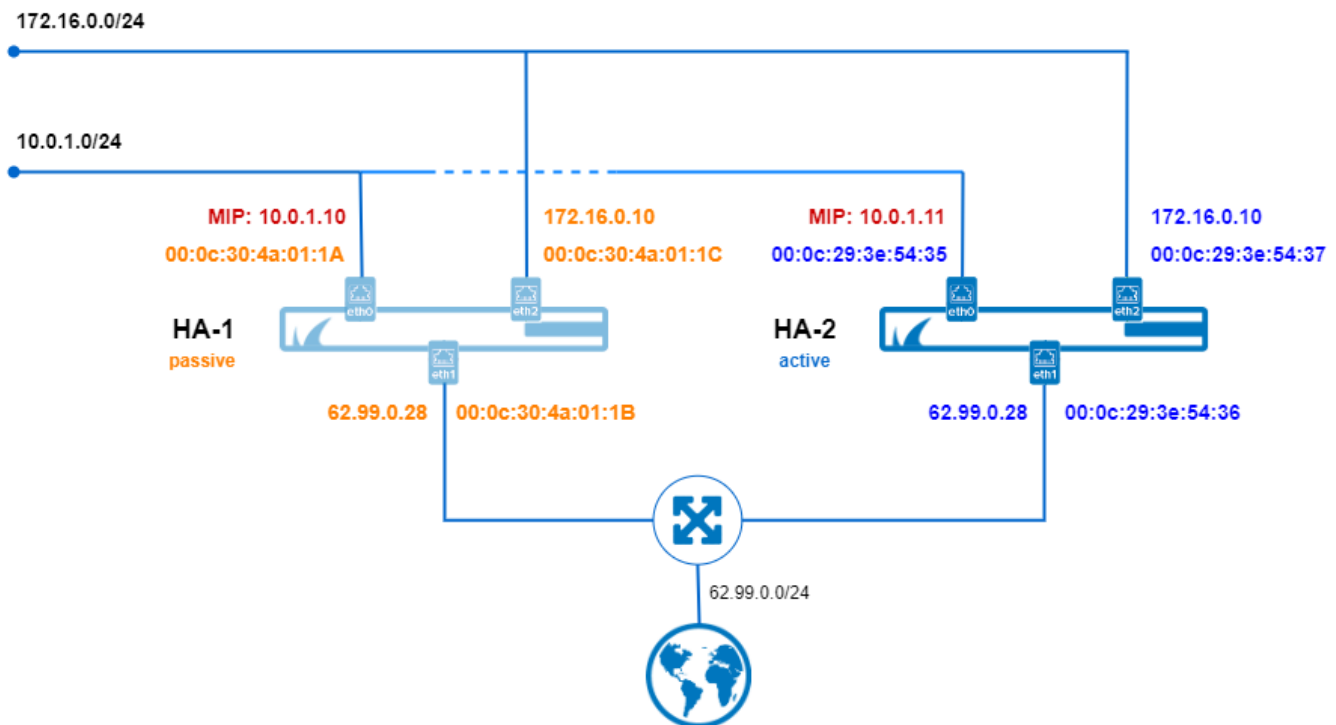 172.16.0.0/24
10.0.1.0/24
MIP: 10.0.1.10
00:0c:30:4a:01:1A
172.16.0.10
00:0c:30:4a:01:1C
MIP: 10.0.1.11
00:0c:29:3e:54:35
172.16.0.10
00:0c:29:3e:54:37
eth0
eth2
HA-1
passive
eth1
eth0
eth2
HA-2
active
eth1
62.99.0.28
00:0c:30:4a:01:1B
62.99.0.28
00:0c:29:3e:54:36
62.99.0.0/24